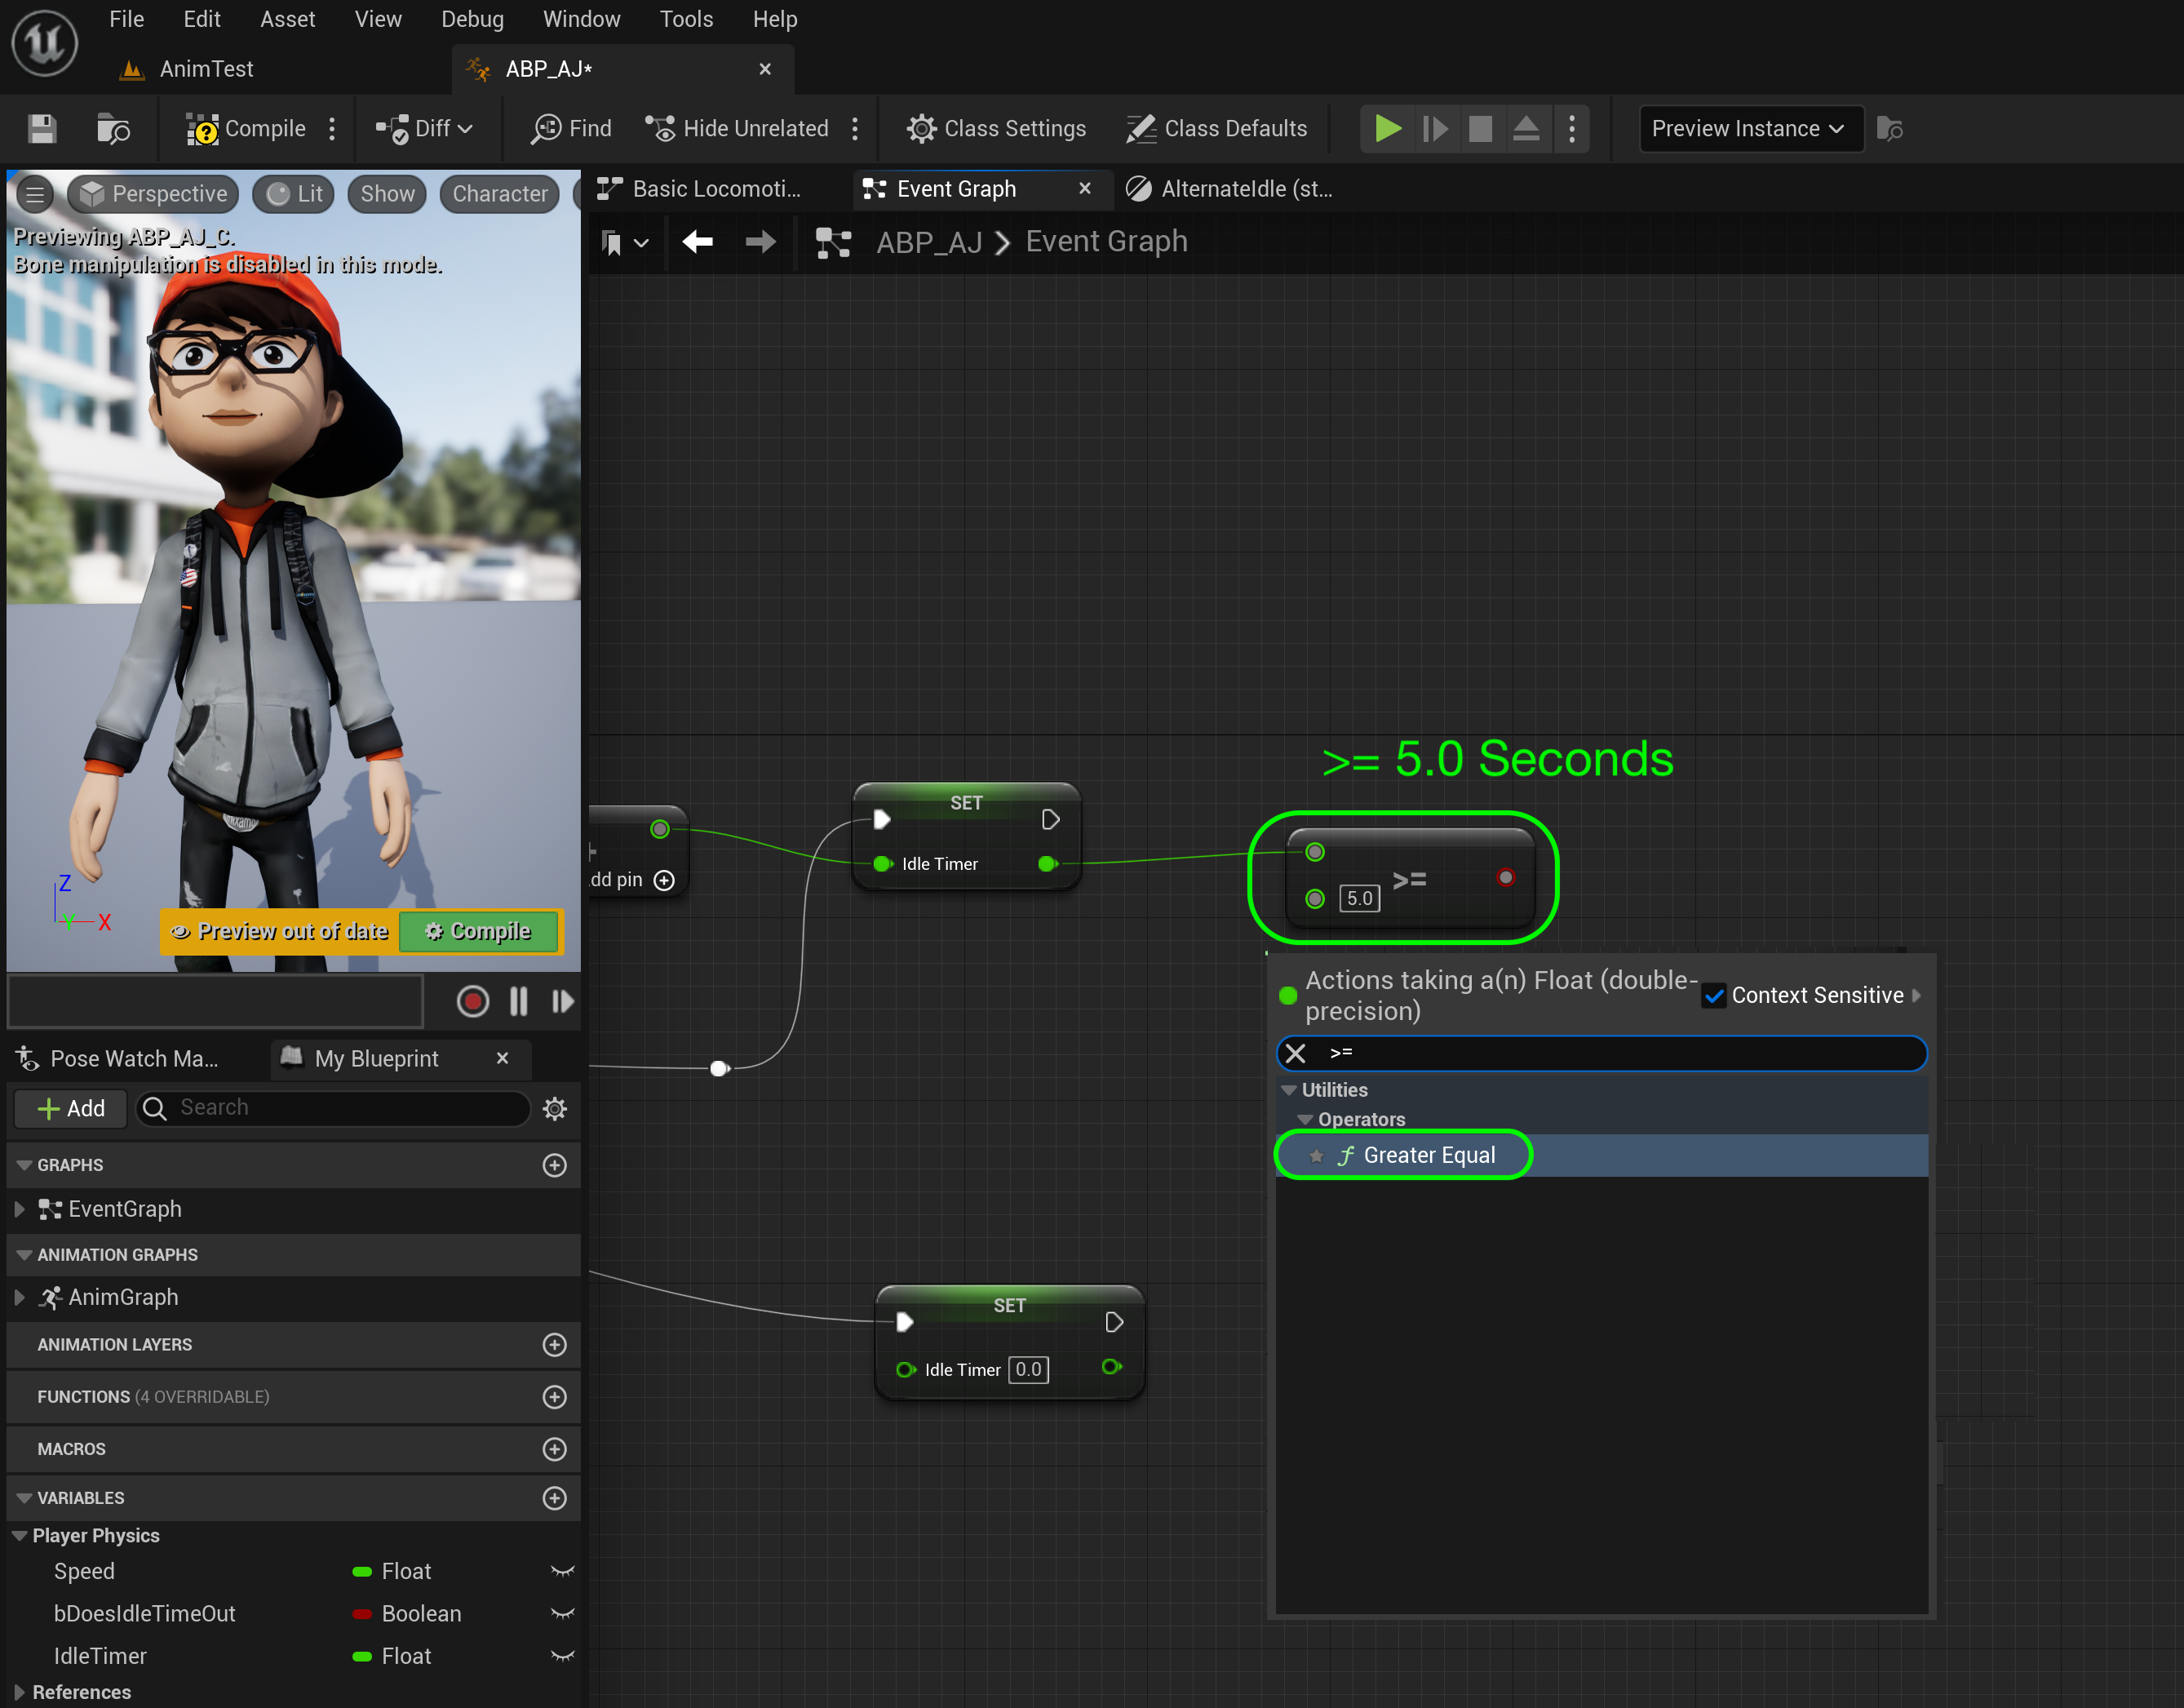 File Edit Asset View Debug Window Tools Help
AnimTest
ABP_AJ*
Compile
Diff
Find
Hide Unrelated
Class Settings
Class Defaults
Preview Instance
Perspective
Lit
Show
Character
Previewing ABP_AJ_C.
Bone manipulation is disabled in this mode.
Z
Y
X
Preview out of date
Compile
Basic Locomoti...
Event Graph
AlternateIdle (st...
ABP_AJ > Event Graph
>= 5.0 Seconds
SET
Idle Timer
dd pin
>=
5.0
Actions taking a(n) Float (double-
precision)
Context Sensitive
>=
Utilities
Operators
f Greater Equal
SET
Idle Timer 0.0
Pose Watch Ma...
My Blueprint
+ Add
Search
GRAPHS
EventGraph
ANIMATION GRAPHS
AnimGraph
ANIMATION LAYERS
FUNCTIONS (4 OVERRIDABLE)
MACROS
VARIABLES
Player Physics
Speed Float
bDoesIdleTimeOut Boolean
IdleTimer Float
References